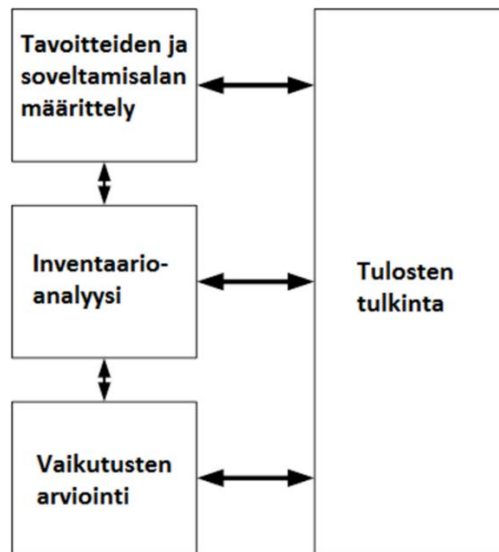 Tavoitteiden ja
soveltamisalan
määrittely
Inventaario-
analyysi
Tulosten
tulkinta
Vaikutusten
arviointi